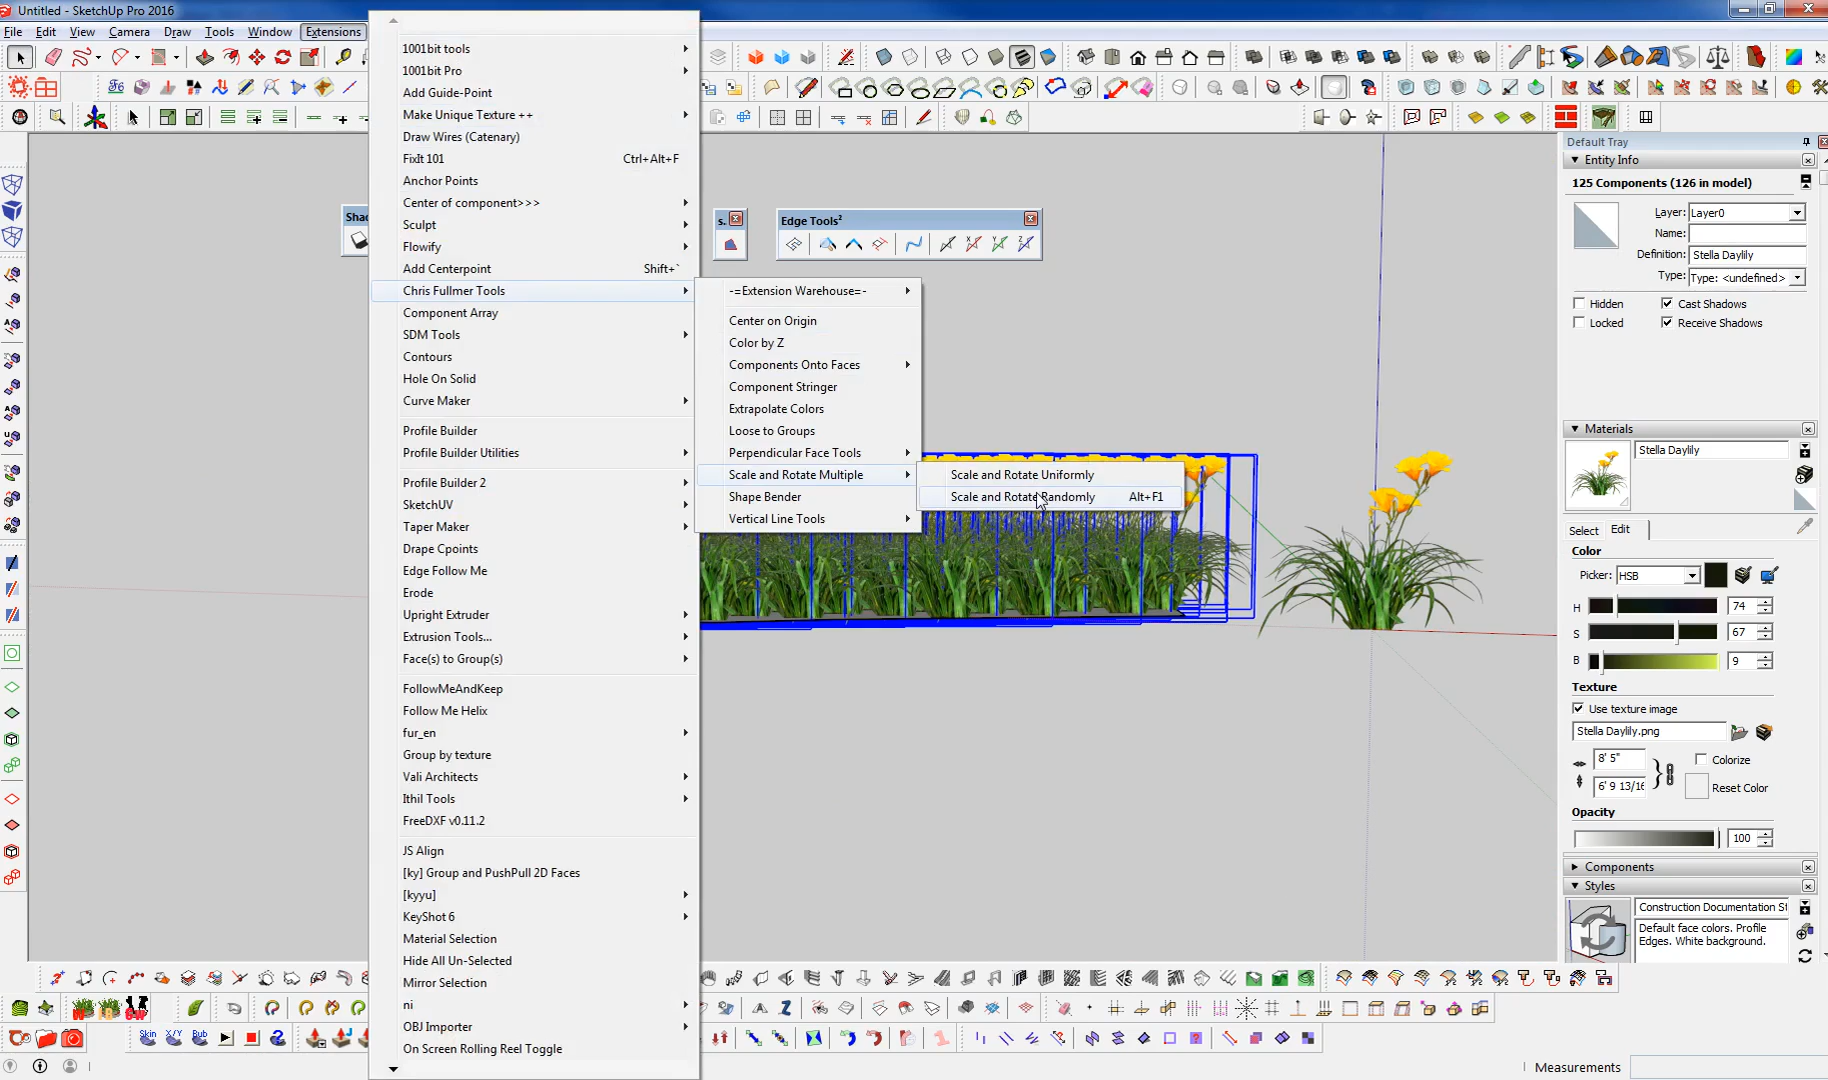 Untitled - SketchUp Pro 2016
File Edit View Camera Draw Tools Window Extensions
1001bit tools
1001bit Pro
Add Guide-Point
Make Unique Texture ++
Draw Wires (Catenary)
FixIt 101 Ctrl+Alt+F
Anchor Points
Center of component>>>
Sculpt
Flowify
Add Centerpoint Shift+`
Chris Fullmer Tools
Component Array
SDM Tools
Contours
Hole On Solid
Curve Maker
Profile Builder
Profile Builder Utilities
Profile Builder 2
SketchUV
Taper Maker
Drape Cpoints
Edge Follow Me
Erode
Upright Extruder
Extrusion Tools...
Face(s) to Group(s)
FollowMeAndKeep
Follow Me Helix
fur_en
Group by texture
Vali Architects
Ithil Tools
FreeDXF v0.11.2
JS Align
[ky] Group and PushPull 2D Faces
[kyyu]
KeyShot 6
Material Selection
Hide All Un-Selected
Mirror Selection
ni
OBJ Importer
On Screen Rolling Reel Toggle
-=Extension Warehouse=-
Center on Origin
Color by Z
Components Onto Faces
Component Stringer
Extrapolate Colors
Loose to Groups
Perpendicular Face Tools
Scale and Rotate Multiple
Shape Bender
Vertical Line Tools
Scale and Rotate Uniformly
Scale and Rotate Randomly Alt+F1
Shad
s.
Edge Tools²
Default Tray
Entity Info
125 Components (126 in model)
Layer: Layer0
Name:
Definition: Stella Daylily
Type: Type: <undefined>
Hidden Cast Shadows
Locked Receive Shadows
Materials
Stella Daylily
Select Edit
Color
Picker: HSB
H 74
S 67
B 9
Texture
Use texture image
Stella Daylily.png
8' 5"
Colorize
6' 9 13/16
Reset Color
Opacity
100
Components
Styles
Construction Documentation St
Default face colors. Profile
Edges. White background.
Skin X/Y Bub
Measurements